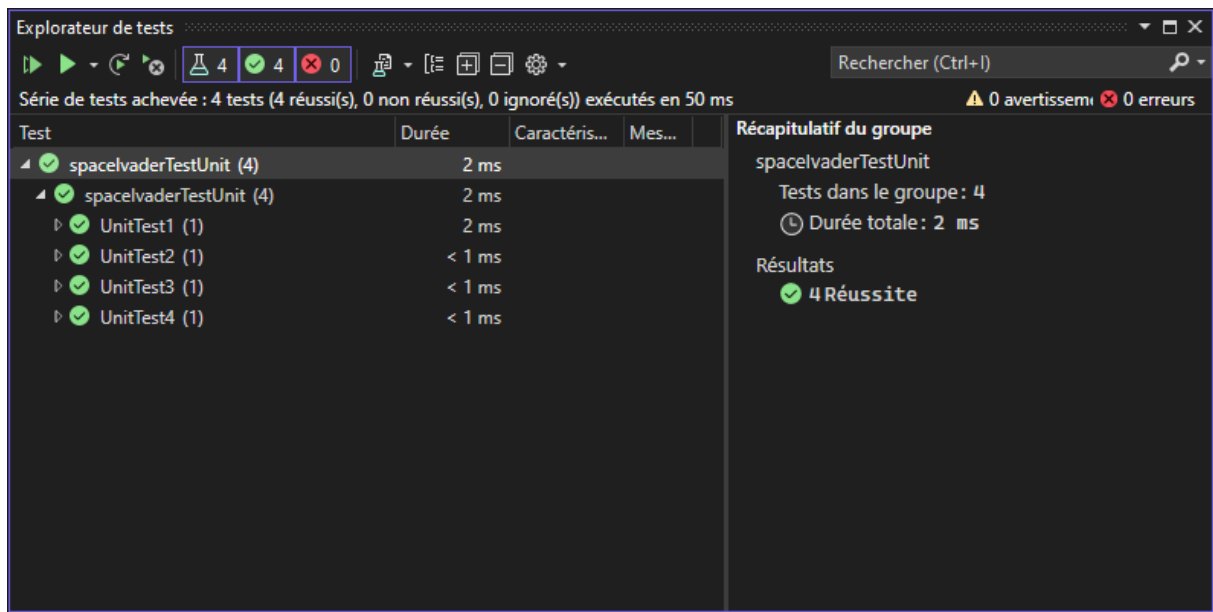 Explorateur de tests
4 4 0 Rechercher (Ctrl+I)
Série de tests achevée : 4 tests (4 réussi(s), 0 non réussi(s), 0 ignoré(s)) exécutés en 50 ms 0 avertisseme 0 erreurs
Test Durée Caractéris... Mes... Récapitulatif du groupe
spaceIvaderTestUnit (4) 2 ms spaceIvaderTestUnit
spaceIvaderTestUnit (4) 2 ms Tests dans le groupe: 4
UnitTest1 (1) 2 ms Durée totale: 2 ms
UnitTest2 (1) < 1 ms Résultats
UnitTest3 (1) < 1 ms 4 Réussite
UnitTest4 (1) < 1 ms